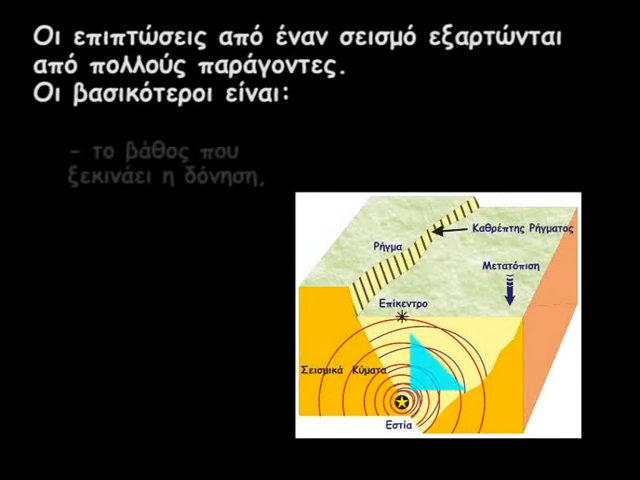 Οι επιπτώσεις από έναν σεισμό εξαρτώνται
από πολλούς παράγοντες.
Οι βασικότεροι είναι:
- το βάθος που
ξεκινάει η δόνηση,
Καθρέπτης Ρήγματος
Ρήγμα
Μετατόπιση
Επίκεντρο
Σεισμικά Κύματα
Εστία